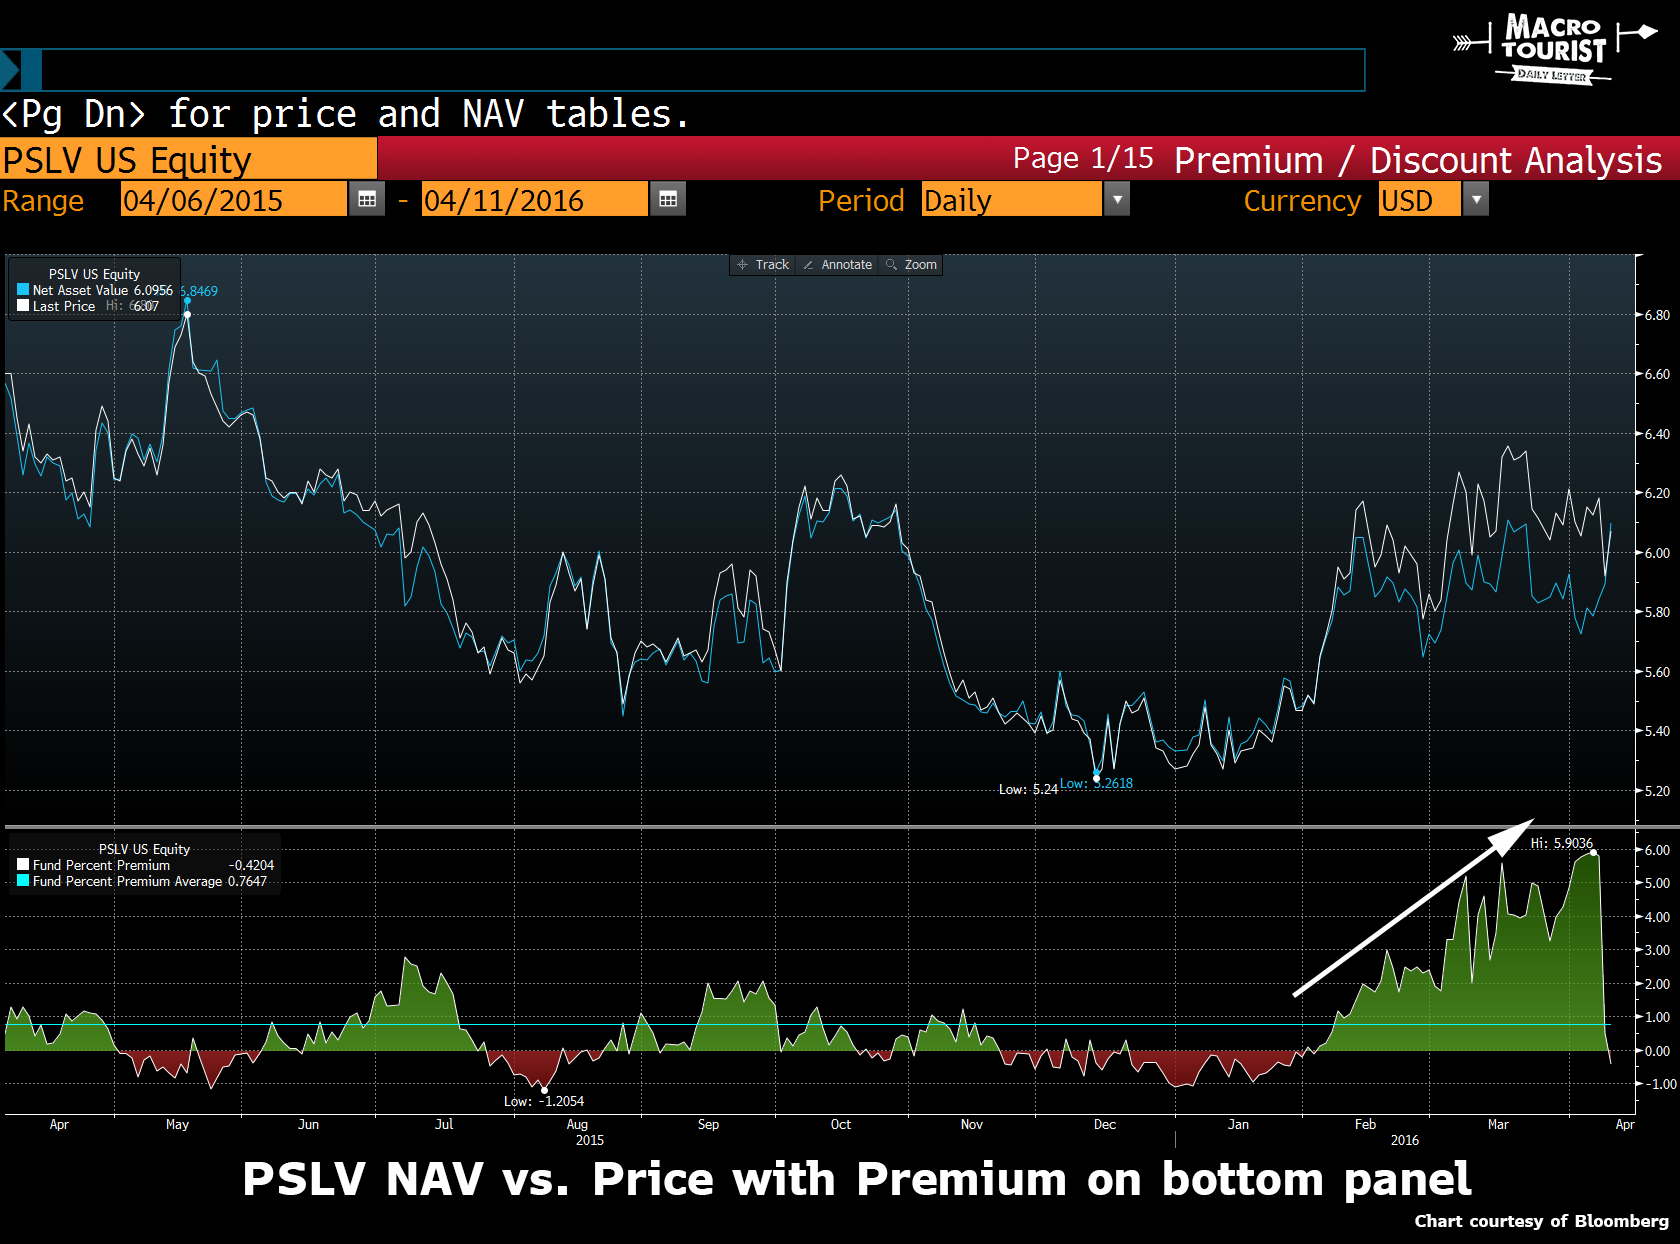 MACRO
TOURIST
DAILY LETTER
<Pg Dn> for price and NAV tables.
PSLV US Equity Page 1/15 Premium / Discount Analysis
Range 04/06/2015 - 04/11/2016 Period Daily Currency USD
Track Annotate Zoom
PSLV US Equity
Net Asset Value 6.0956 6.8469
Last Price 6.07
6.80
6.60
6.40
6.20
6.00
5.80
5.60
5.40
5.20
Low: 5.24 Low: 5.2618
PSLV US Equity
Fund Percent Premium -0.4204
Fund Percent Premium Average 0.7647
Hi: 5.9036
6.00
5.00
4.00
3.00
2.00
1.00
0.00
-1.00
Low: -1.2054
Apr May Jun Jul Aug Sep Oct Nov Dec Jan Feb Mar Apr
2015 2016
PSLV NAV vs. Price with Premium on bottom panel
Chart courtesy of Bloomberg